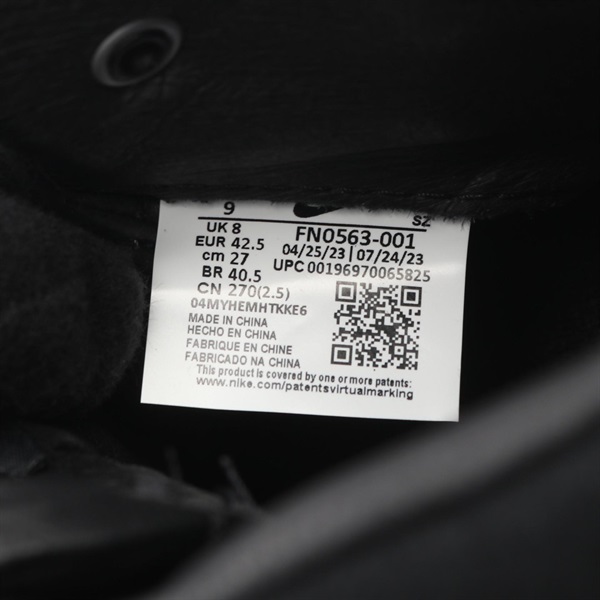 9 SZ
UK 8
EUR 42.5
cm 27
BR 40.5
CN 270(2.5)
04MYHEMHTKKE6
MADE IN CHINA
HECHO EN CHINA
FABRIQUE EN CHINE
FABRICADO NA CHINA
FN0563-001
04/25/23 | 07/24/23
UPC 00196970065825
This product is covered by one or more patents:
www.nike.com/patentsvirtualmarking